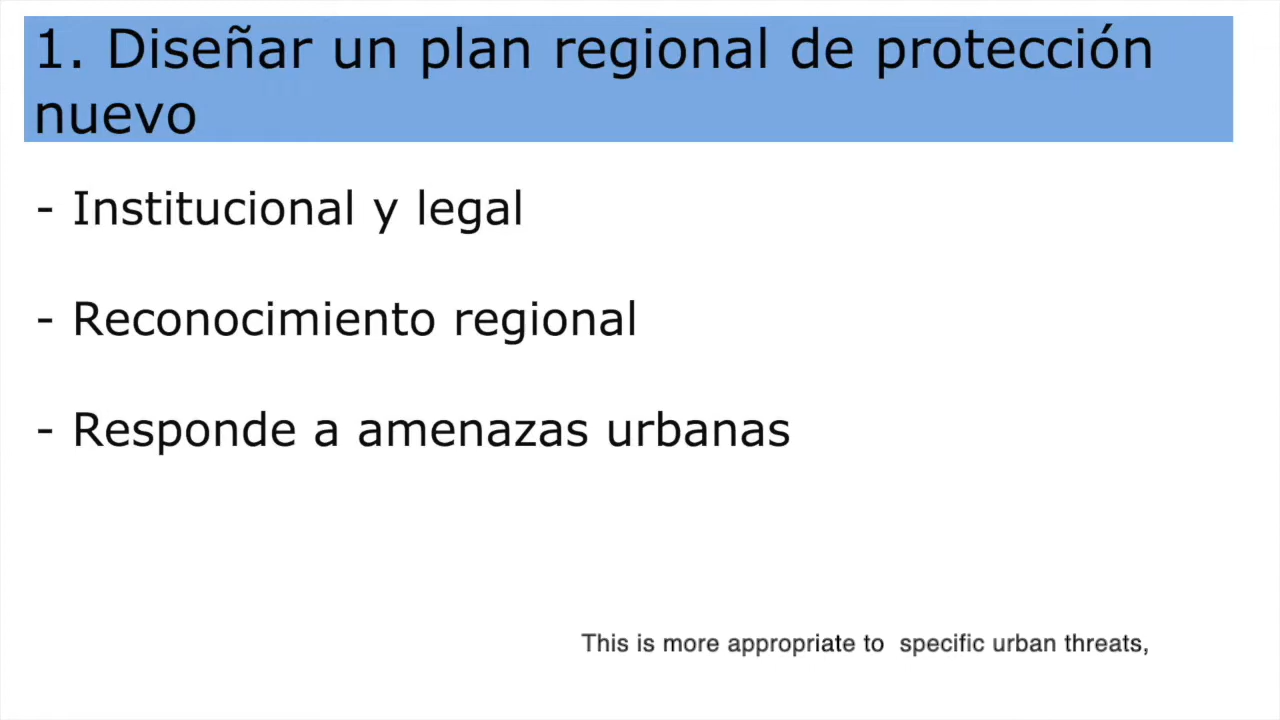 1. Diseñar un plan regional de protección
nuevo
- Institucional y legal
- Reconocimiento regional
- Responde a amenazas urbanas
This is more appropriate to  specific urban threats,